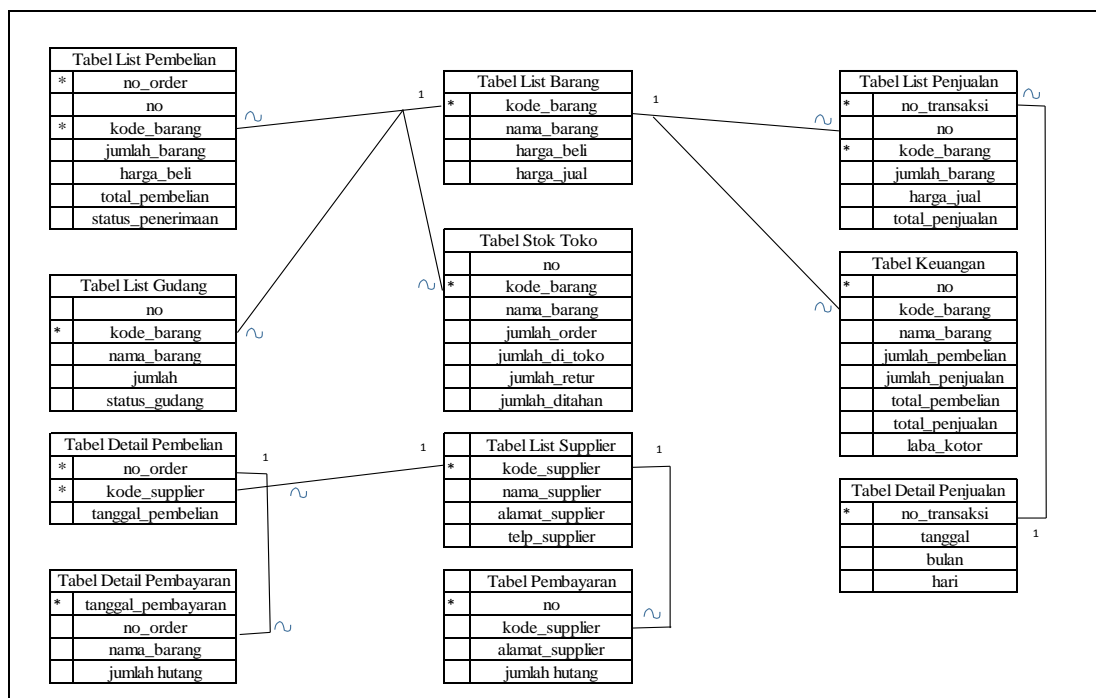 Tabel List Pembelian
* no_order
no
* kode_barang
jumlah_barang
harga_beli
total_pembelian
status_penerimaan
1
Tabel List Barang
* kode_barang
nama_barang
harga_beli
harga_jual
1
Tabel List Penjualan
* no_transaksi
no
* kode_barang
jumlah_barang
harga_jual
total_penjualan
Tabel List Gudang
no
* kode_barang
nama_barang
jumlah
status_gudang
Tabel Stok Toko
no
* kode_barang
nama_barang
jumlah_order
jumlah_di_toko
jumlah_retur
jumlah_ditahan
Tabel Keuangan
* no
kode_barang
nama_barang
jumlah_pembelian
jumlah_penjualan
total_pembelian
total_penjualan
laba_kotor
Tabel Detail Pembelian
* no_order
* kode_supplier
tanggal_pembelian
1
1
Tabel List Supplier
* kode_supplier
nama_supplier
alamat_supplier
telp_supplier
1
Tabel Detail Penjualan
* no_transaksi
tanggal
bulan
hari
1
Tabel Detail Pembayaran
* tanggal_pembayaran
no_order
nama_barang
jumlah hutang
Tabel Pembayaran
* no
kode_supplier
alamat_supplier
jumlah hutang